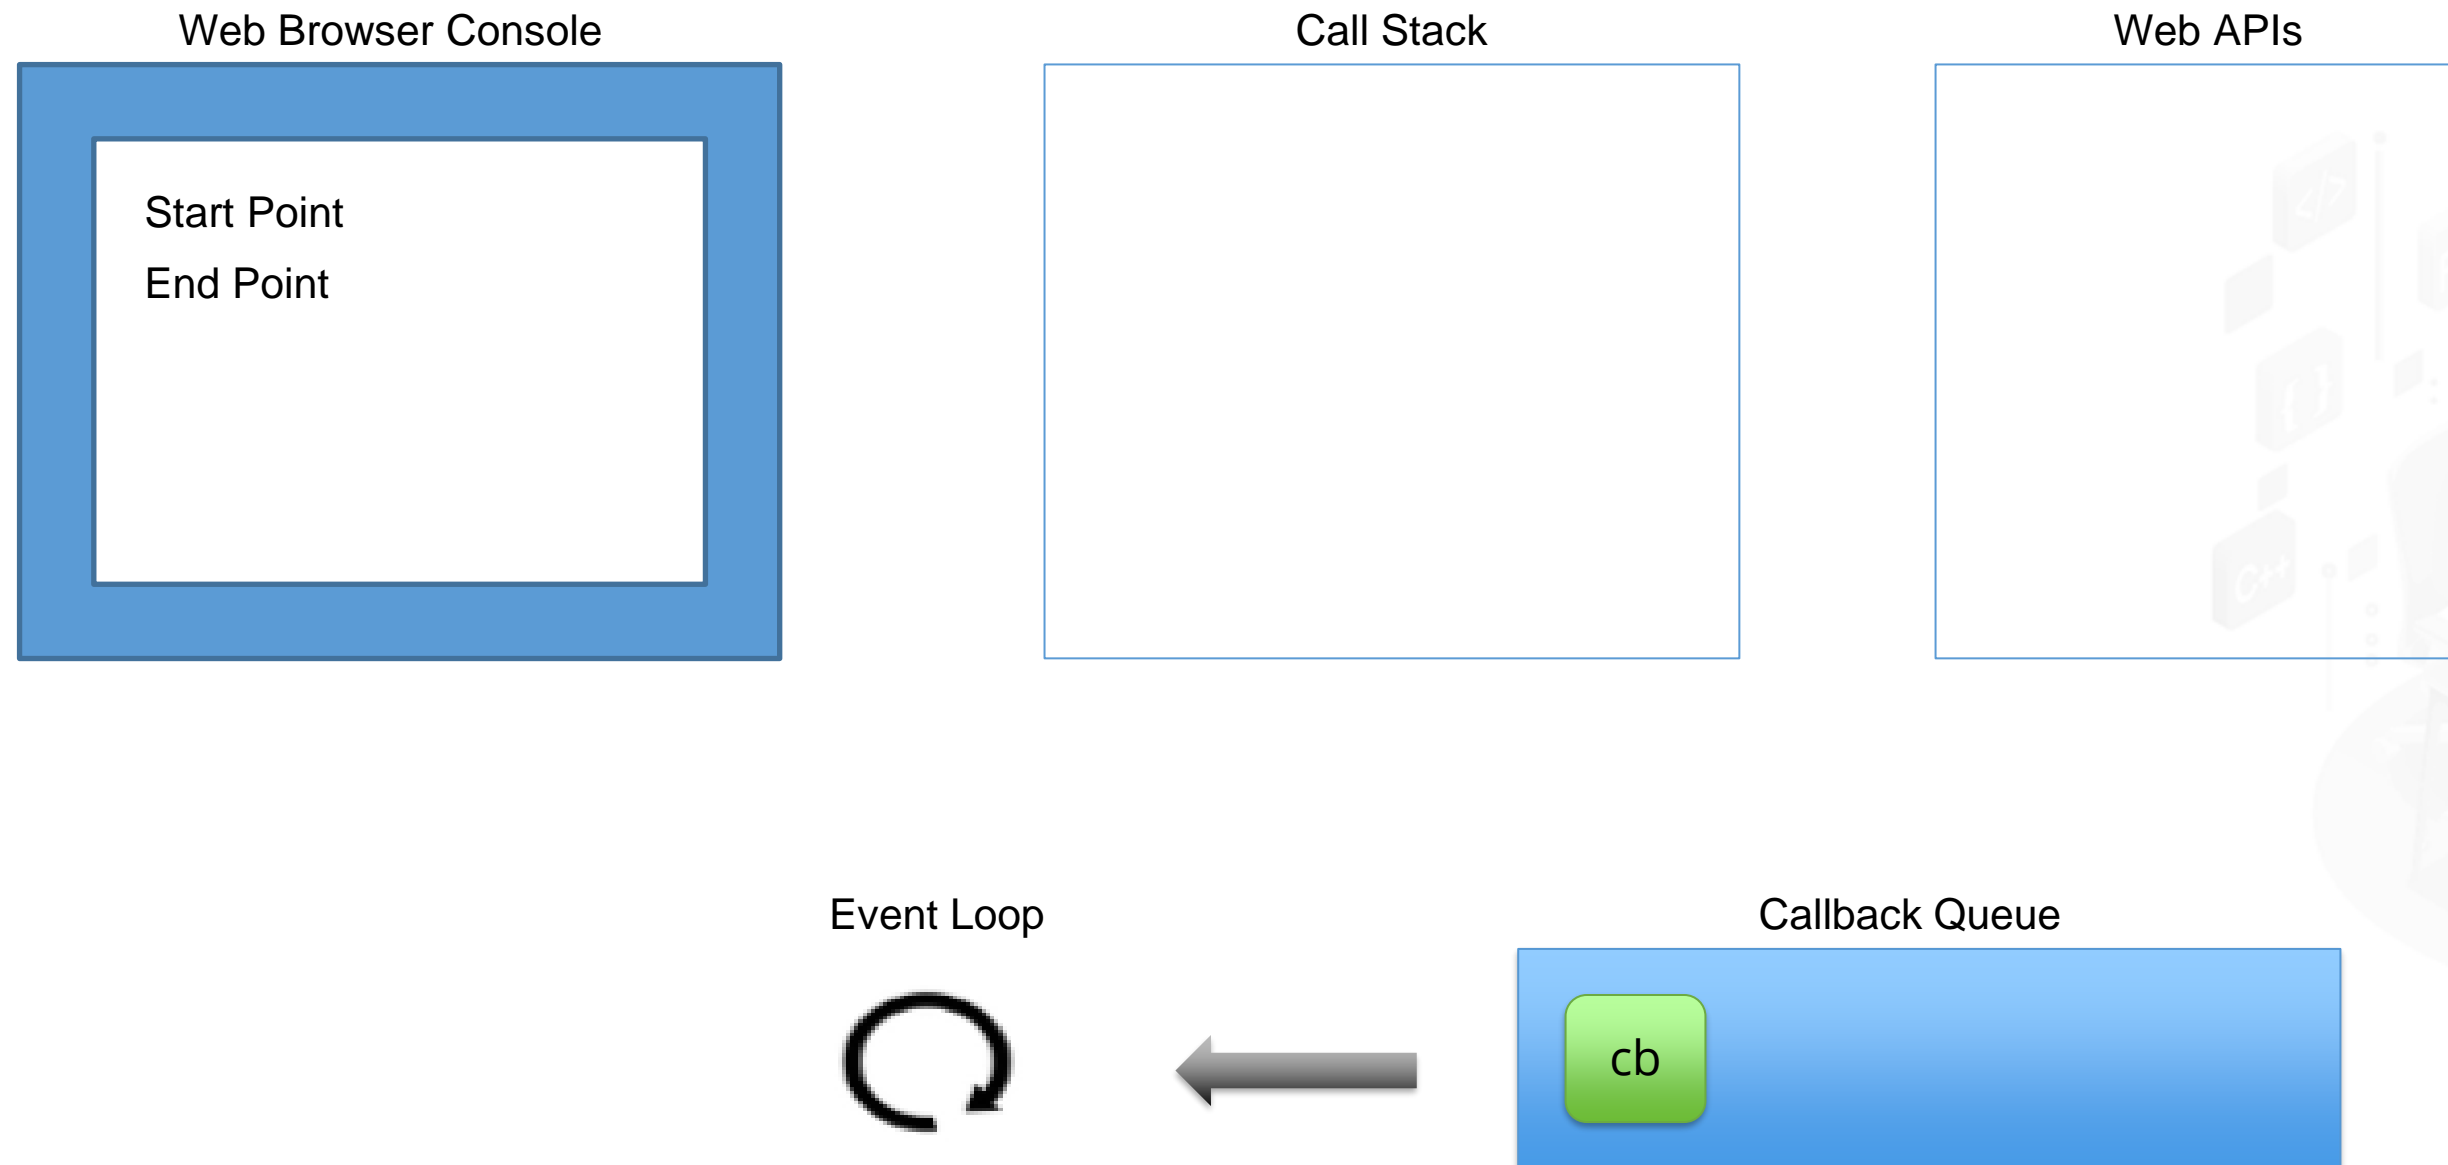 Web Browser Console
Call Stack
Web APIs
Start Point
End Point
</>
{ }
C++
Event Loop
Callback Queue
cb